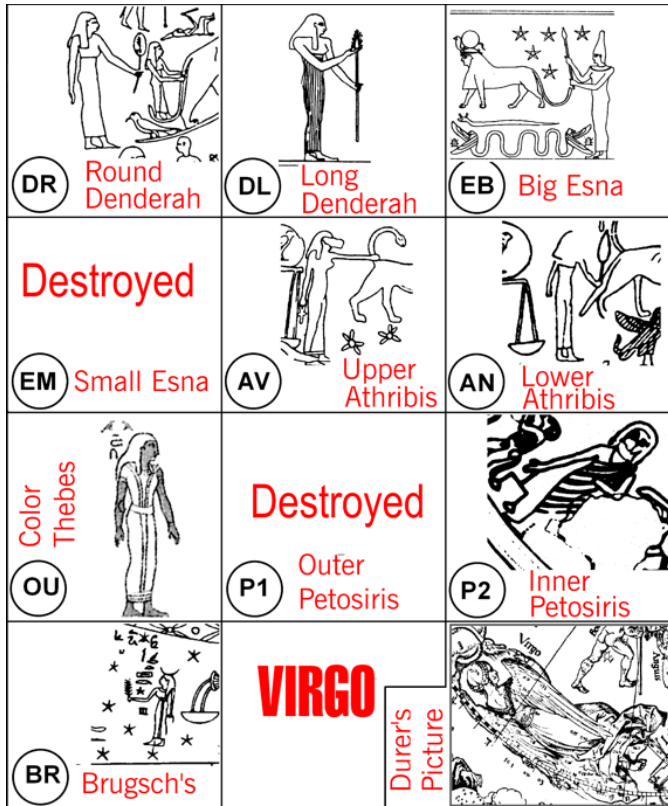 DR
Round
Denderah
DL
Long
Denderah
EB
Big Esna
Destroyed
EM
Small Esna
AV
Upper
Athribis
AN
Lower
Athribis
Color
Thebes
OU
Destroyed
P1
Outer
Petosiris
P2
Inner
Petosiris
BR
Brugsch's
VIRGO
Durer's
Picture
Virgo